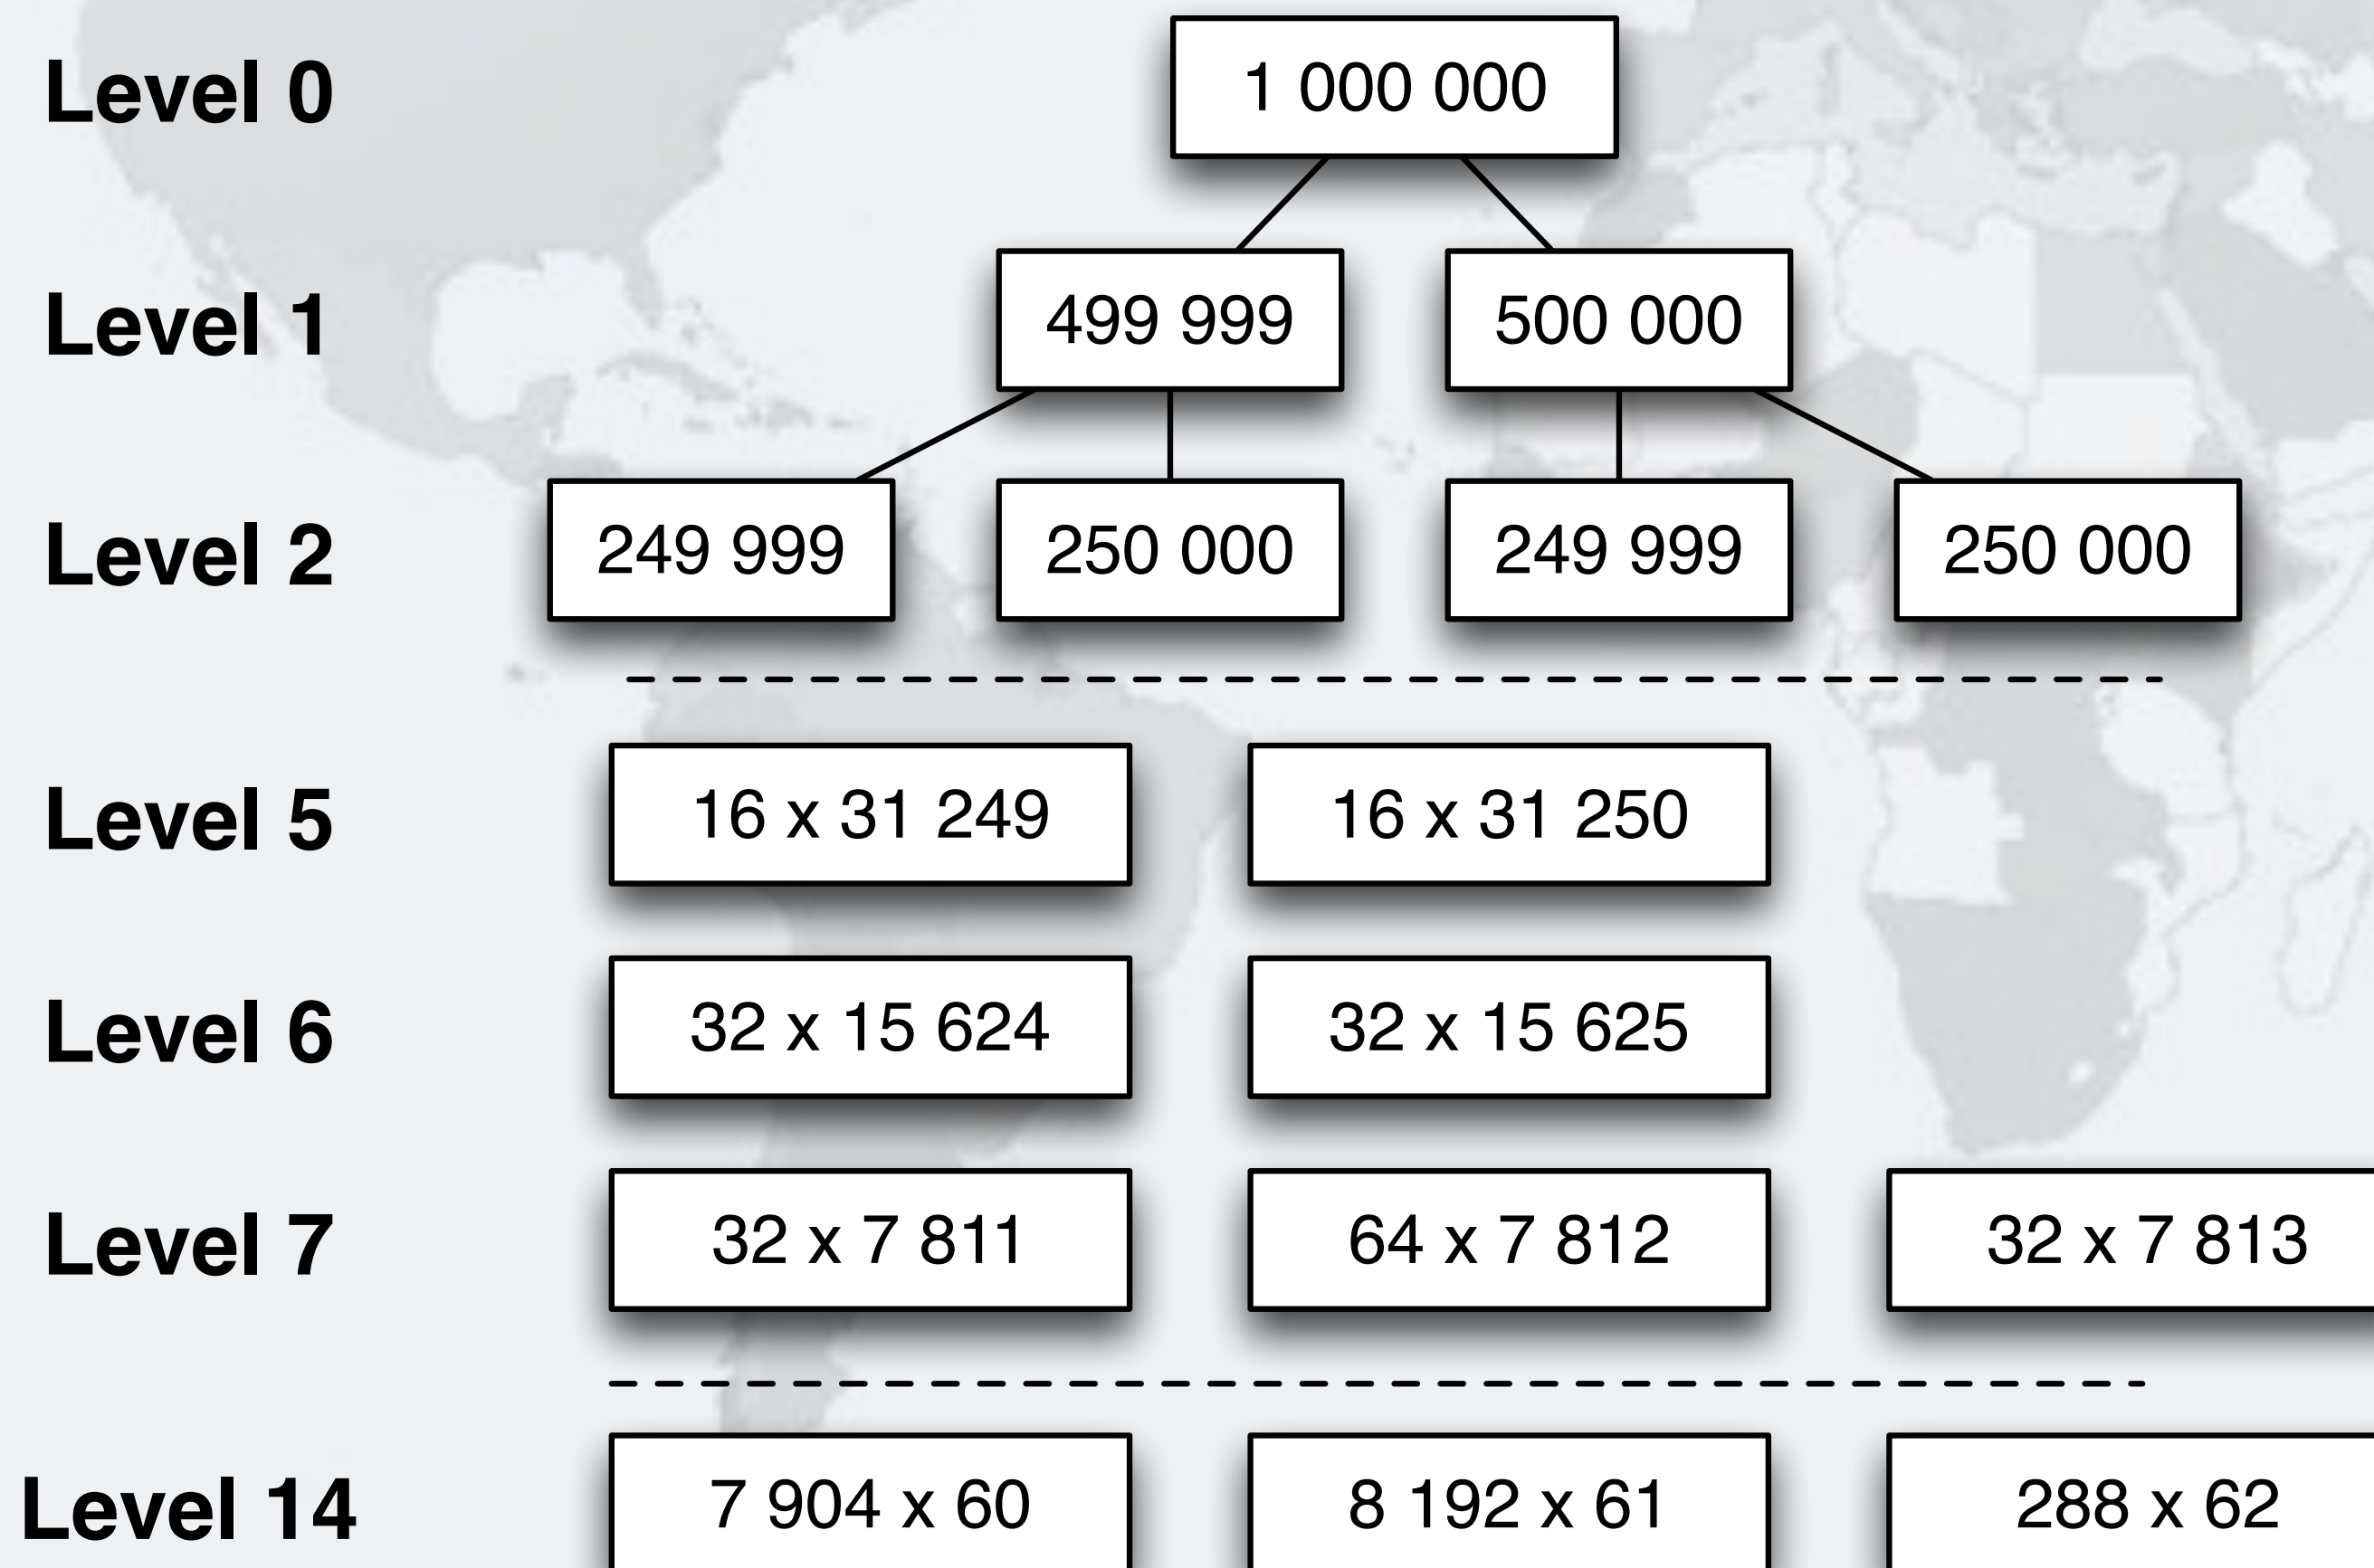 Level 0 1 000 000
Level 1 499 999 500 000
Level 2 249 999 250 000 249 999 250 000
Level 5 16 x 31 249 16 x 31 250
Level 6 32 x 15 624 32 x 15 625
Level 7 32 x 7 811 64 x 7 812 32 x 7 813
Level 14 7 904 x 60 8 192 x 61 288 x 62